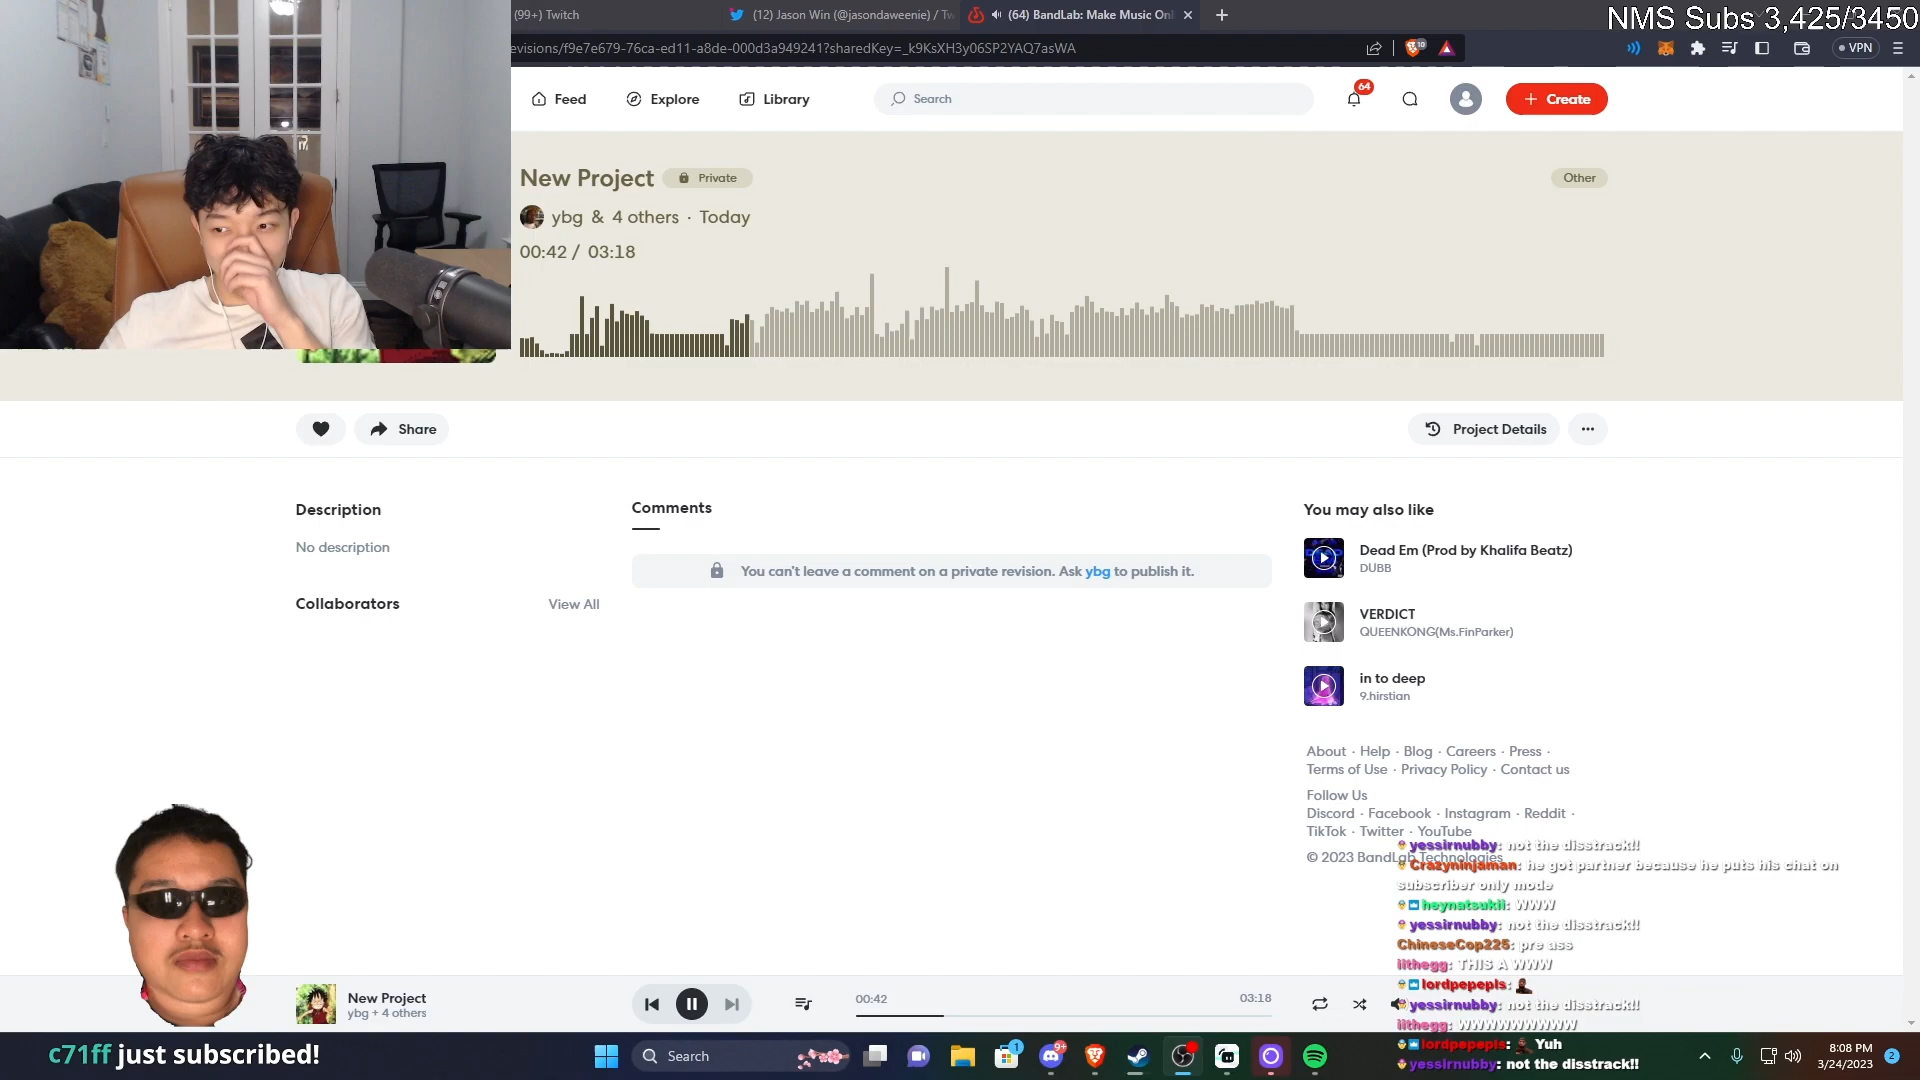 (99+) Twitch
(12) Jason Win (@jasondaweenie) / Tw
(64) BandLab: Make Music Onl
NMS Subs 3,425/3450
evisions/f9e7e679-76ca-ed11-a8de-000d3a949241?sharedKey=_k9KsXH3y06SP2YAQ7asWA
10
VPN
Feed
Explore
Library
Search
64
Create
New Project
Private
Other
ybg & 4 others · Today
00:42 / 03:18
Share
Project Details
Description
No description
Collaborators
View All
Comments
You can't leave a comment on a private revision. Ask ybg to publish it.
You may also like
Dead Em (Prod by Khalifa Beatz)
DUBB
VERDICT
QUEENKONG(Ms.FinParker)
in to deep
9.hirstian
About · Help · Blog · Careers · Press ·
Terms of Use · Privacy Policy · Contact us
Follow Us
Discord · Facebook · Instagram · Reddit ·
TikTok · Twitter · YouTube
© 2023 BandLab Technologies
yessirnubby: not the disstrack!!
Crazyninjaman: he got partner because he puts his chat on
subscriber only mode
heynatsukii: WWW
yessirnubby: not the disstrack!!
ChineseCop225: pre ass
iithegg: THIS A WWW
lordpepepls:
yessirnubby: not the disstrack!!
iithegg: WWWWWWWWW
lordpepepls: Yuh
yessirnubby: not the disstrack!!
New Project
ybg + 4 others
00:42
03:18
c71ff just subscribed!
Search
1
9+
8:08 PM
3/24/2023
2